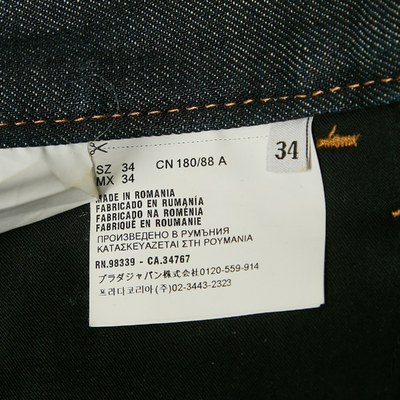 SZ 34 CN 180/88 A
MX 34
34
MADE IN ROMANIA
FABRICADO EN RUMANIA
FABRICADO NA ROMÉNIA
FABRIQUÉ EN ROUMANIE
ПРОИЗВЕДЕНО В РУМЪНИЯ
ΚΑΤΑΣΚΕΥΑΖΕΤΑΙ ΣΤΗ ΡΟΥΜΑΝΙΑ
RN.98339 - CA.34767
プラダジャパン株式会社0120-559-914
프라다코리아(주)02-3443-2323